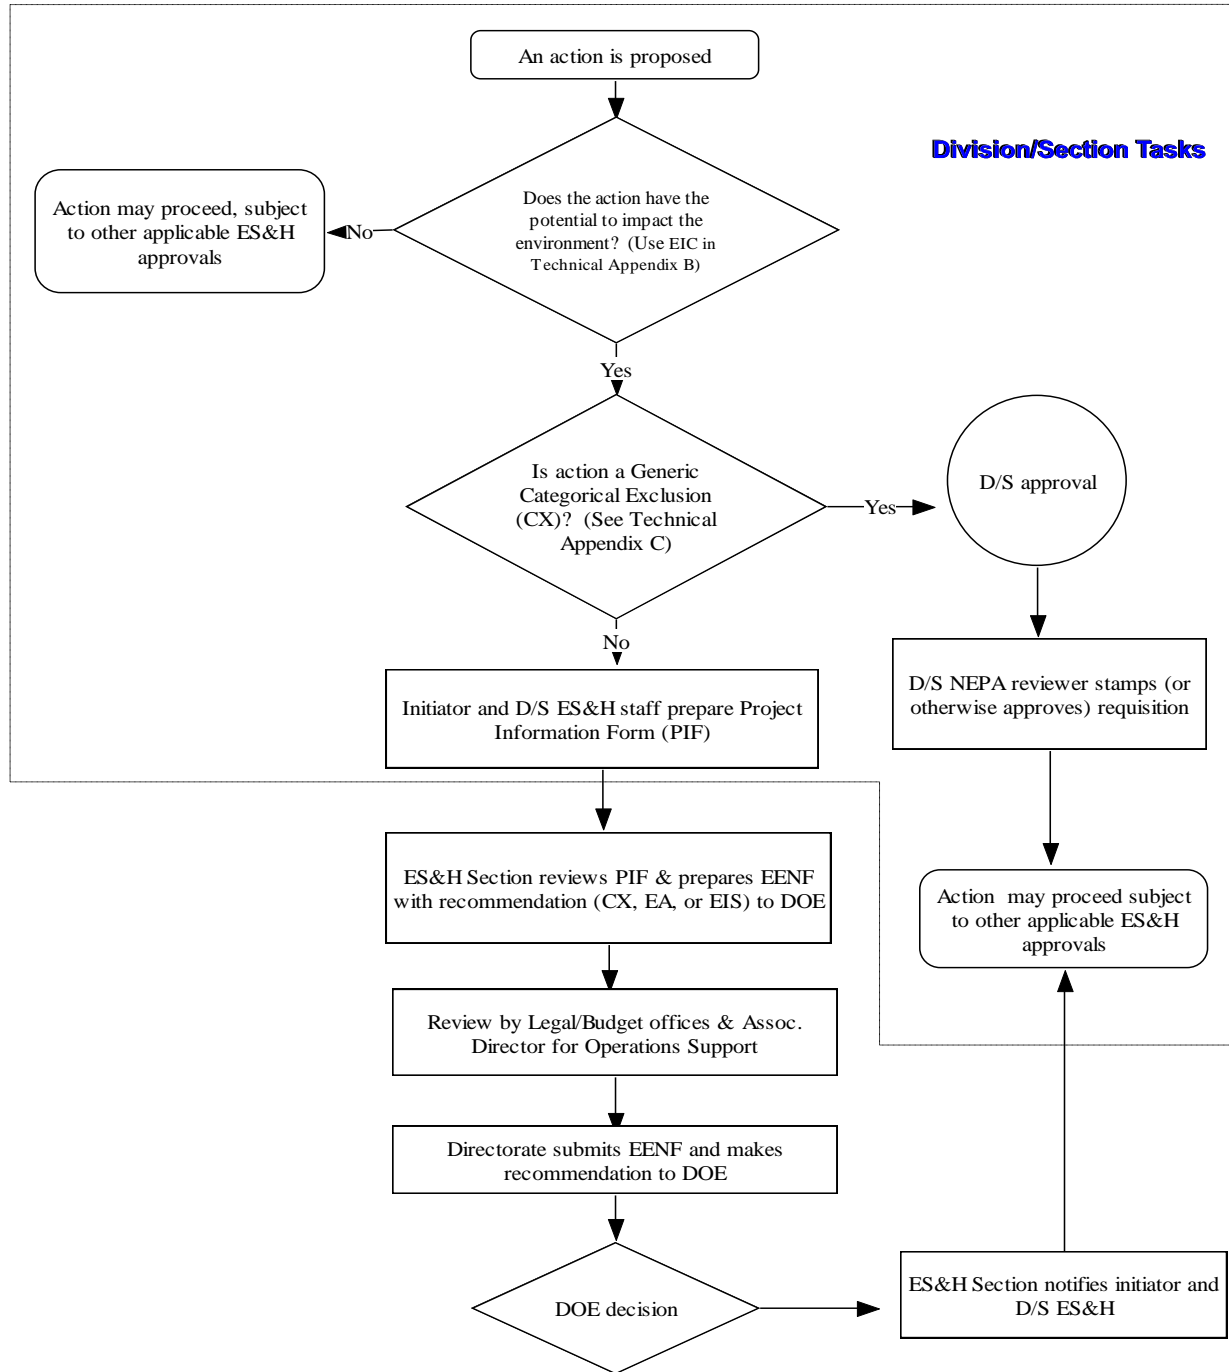 An action is proposed
Division/Section Tasks
Does the action have the
potential to impact the
environment? (Use EIC in
Technical Appendix B)
No
Action may proceed, subject
to other applicable ES&H
approvals
Yes
Is action a Generic
Categorical Exclusion
(CX)? (See Technical
Appendix C)
Yes
D/S approval
No
D/S NEPA reviewer stamps (or
otherwise approves) requisition
Initiator and D/S ES&H staff prepare Project
Information Form (PIF)
ES&H Section reviews PIF & prepares EENF
with recommendation (CX, EA, or EIS) to DOE
Action may proceed subject
to other applicable ES&H
approvals
Review by Legal/Budget offices & Assoc.
Director for Operations Support
Directorate submits EENF and makes
recommendation to DOE
DOE decision
ES&H Section notifies initiator and
D/S ES&H